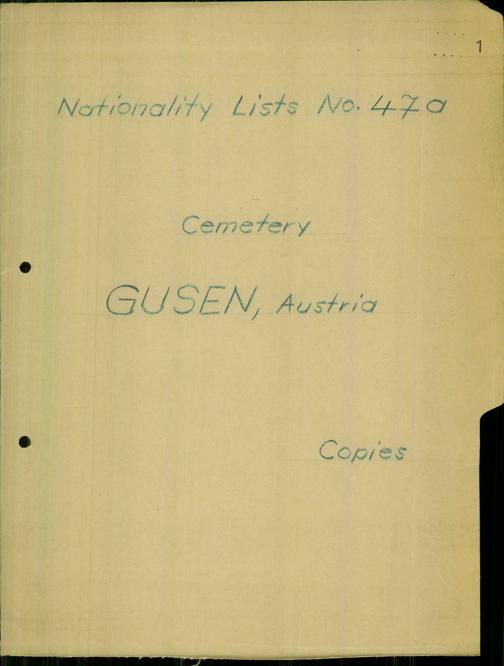 1
Nationality Lists No. 47a
Cemetery
GUSEN, Austria
Copies